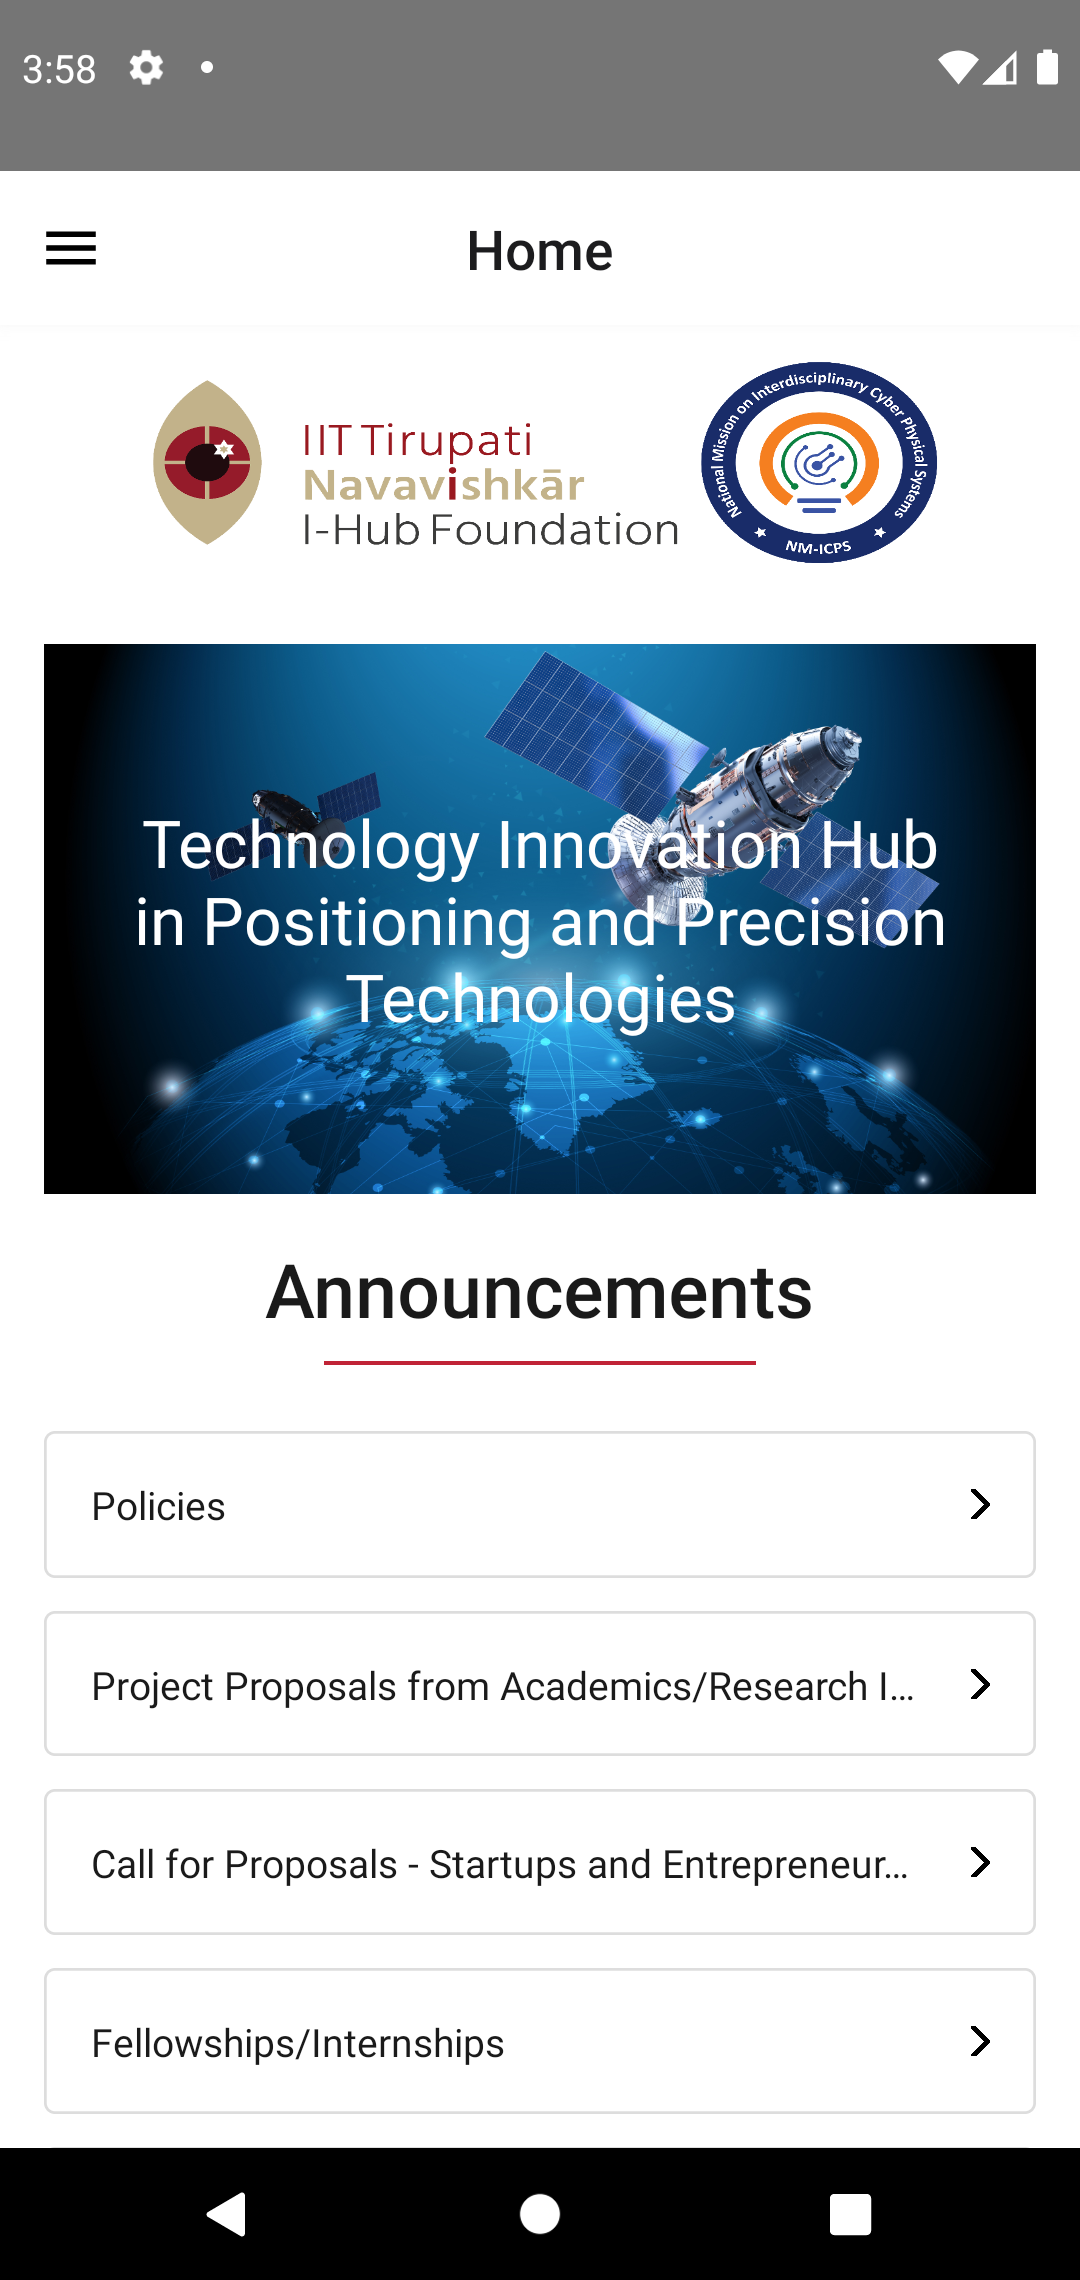 3:58
Home
IIT Tirupati
Navavishkār
I-Hub Foundation
National Mission on Interdisciplinary Cyber Physical Systems
NM-ICPS
Technology Innovation Hub
in Positioning and Precision
Technologies
Announcements
Policies
Project Proposals from Academics/Research I...
Call for Proposals - Startups and Entrepreneur...
Fellowships/Internships